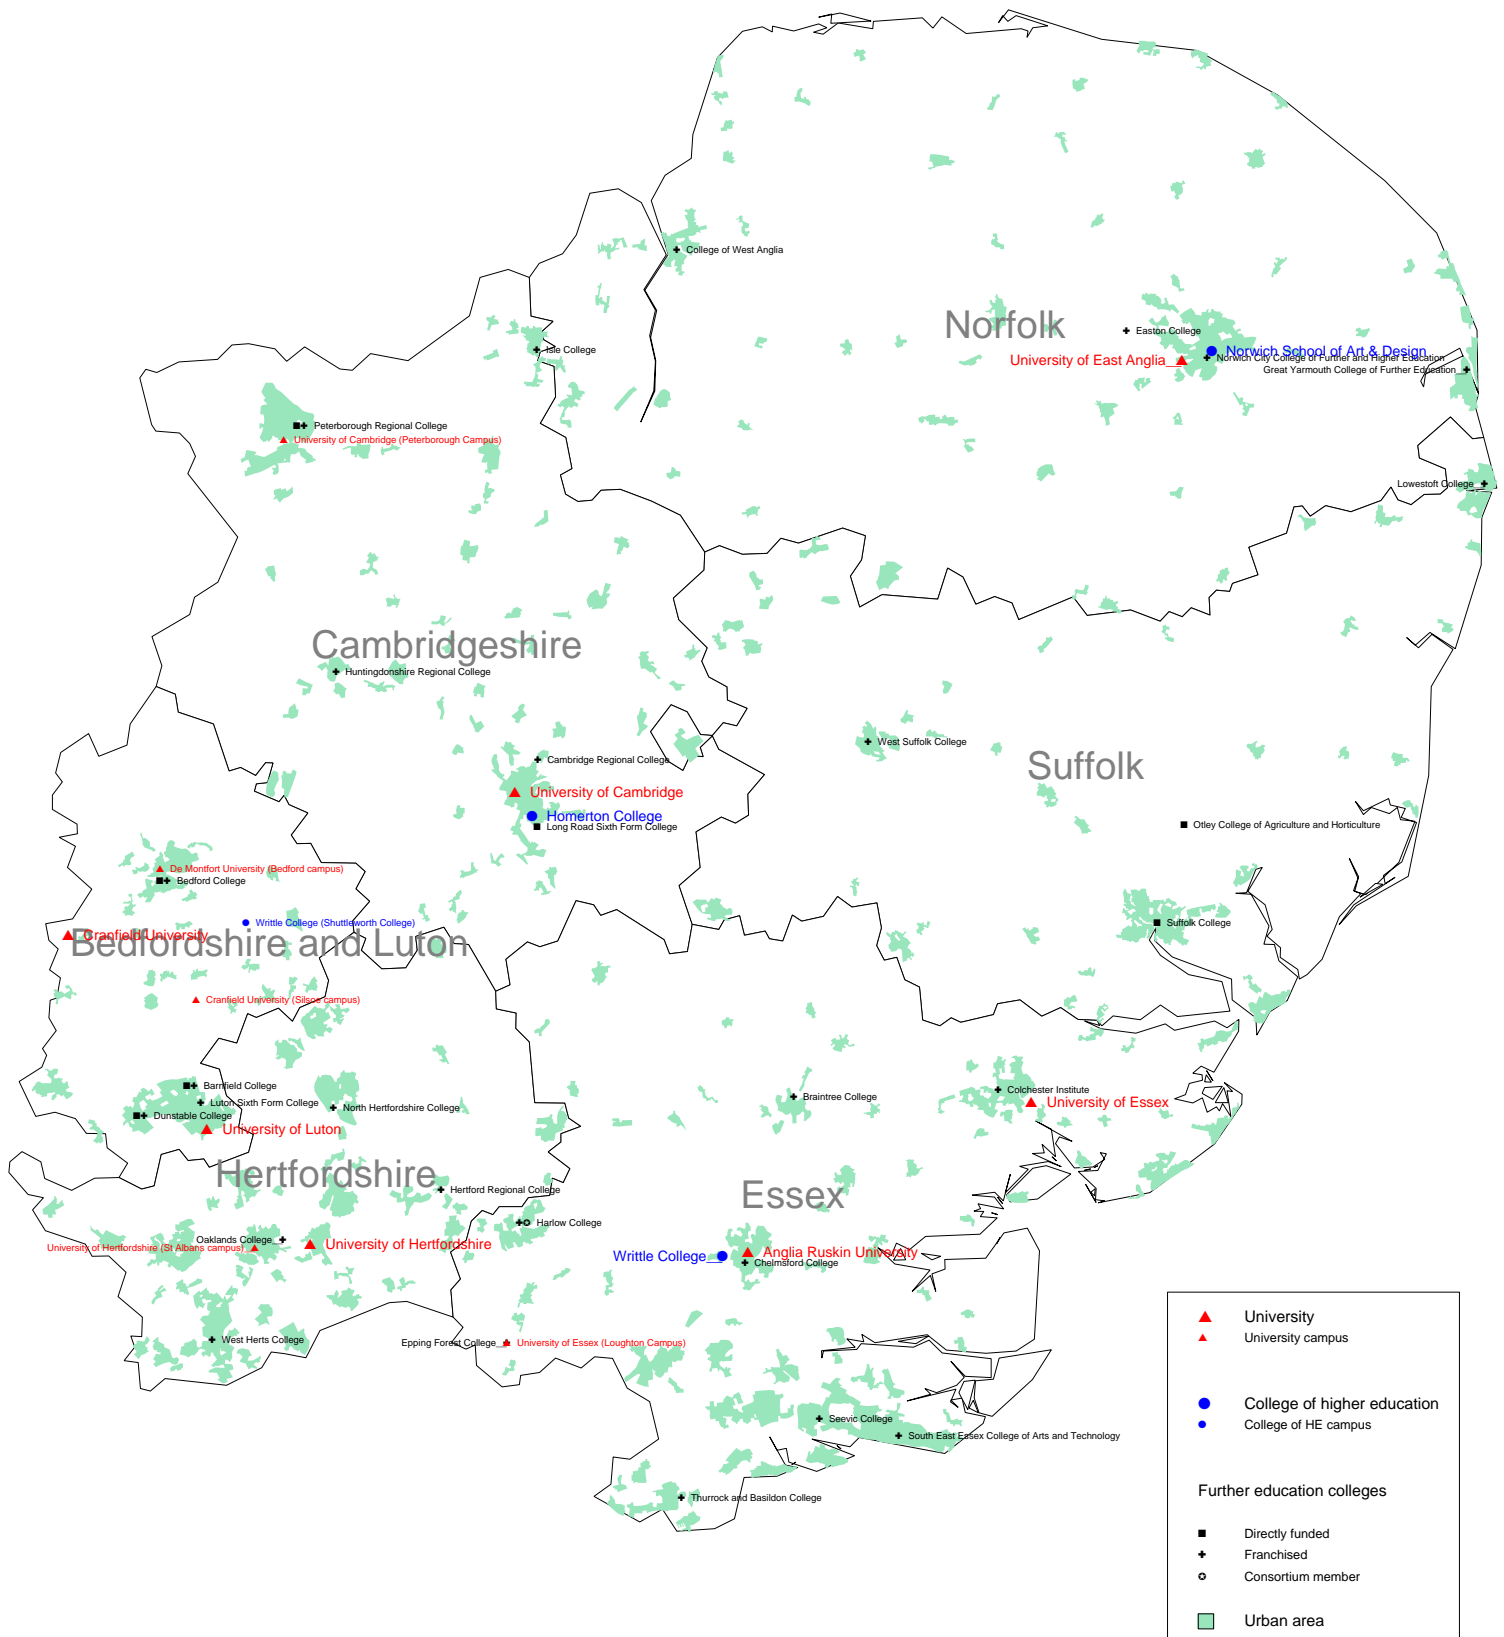 College of West Anglia
Norfolk
Easton College
Isle College
Norwich School of Art & Design
Norwich City College of Further and Higher Education
University of East Anglia
Great Yarmouth College of Further Education
Peterborough Regional College
University of Cambridge (Peterborough Campus)
Lowestoft College
Cambridgeshire
Huntingdonshire Regional College
West Suffolk College
Cambridge Regional College
Suffolk
University of Cambridge
Homerton College
Long Road Sixth Form College
Otley College of Agriculture and Horticulture
De Montfort University (Bedford campus)
Bedford College
Writtle College (Shuttleworth College)
Suffolk College
Cranfield University
Bedfordshire and Luton
Cranfield University (Silsoe campus)
Barnfield College
Colchester Institute
Braintree College
Luton Sixth Form College
University of Essex
North Hertfordshire College
Dunstable College
University of Luton
Hertfordshire
Hertford Regional College
Essex
Harlow College
Oaklands College
University of Hertfordshire
University of Hertfordshire (St Albans campus)
Anglia Ruskin University
Writtle College
Chelmsford College
West Herts College
Epping Forest College
University of Essex (Loughton Campus)
Seevic College
South East Essex College of Arts and Technology
Thurrock and Basildon College
University
University campus
College of higher education
College of HE campus
Further education colleges
Directly funded
Franchised
Consortium member
Urban area